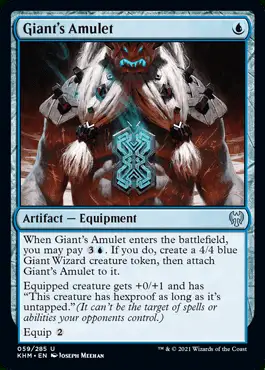 Giant's Amulet
Artifact — Equipment
When Giant's Amulet enters the battlefield,
you may pay 3. If you do, create a 4/4 blue
Giant Wizard creature token, then attach
Giant's Amulet to it.
Equipped creature gets +0/+1 and has
"This creature has hexproof as long as it's
untapped." (It can't be the target of spells or
abilities your opponents control.)
Equip 2
059/285 U
KHM • EN JOSEPH MEEHAN
™ & © 2021 Wizards of the Coast